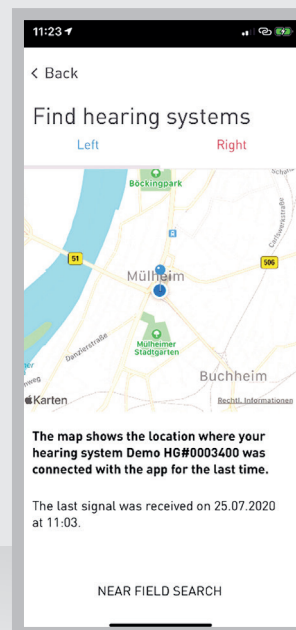 11:23
< Back
Find hearing systems
Left Right
Böckingpark
51
506
Carlswerkstraße
Mülheim
Danzierstraße
Mülheimer
Stadtgarten
Buchheim
Karten
Rechtl. Informationen
The map shows the location where your
hearing system Demo HG#0003400 was
connected with the app for the last time.
The last signal was received on 25.07.2020
at 11:03.
NEAR FIELD SEARCH